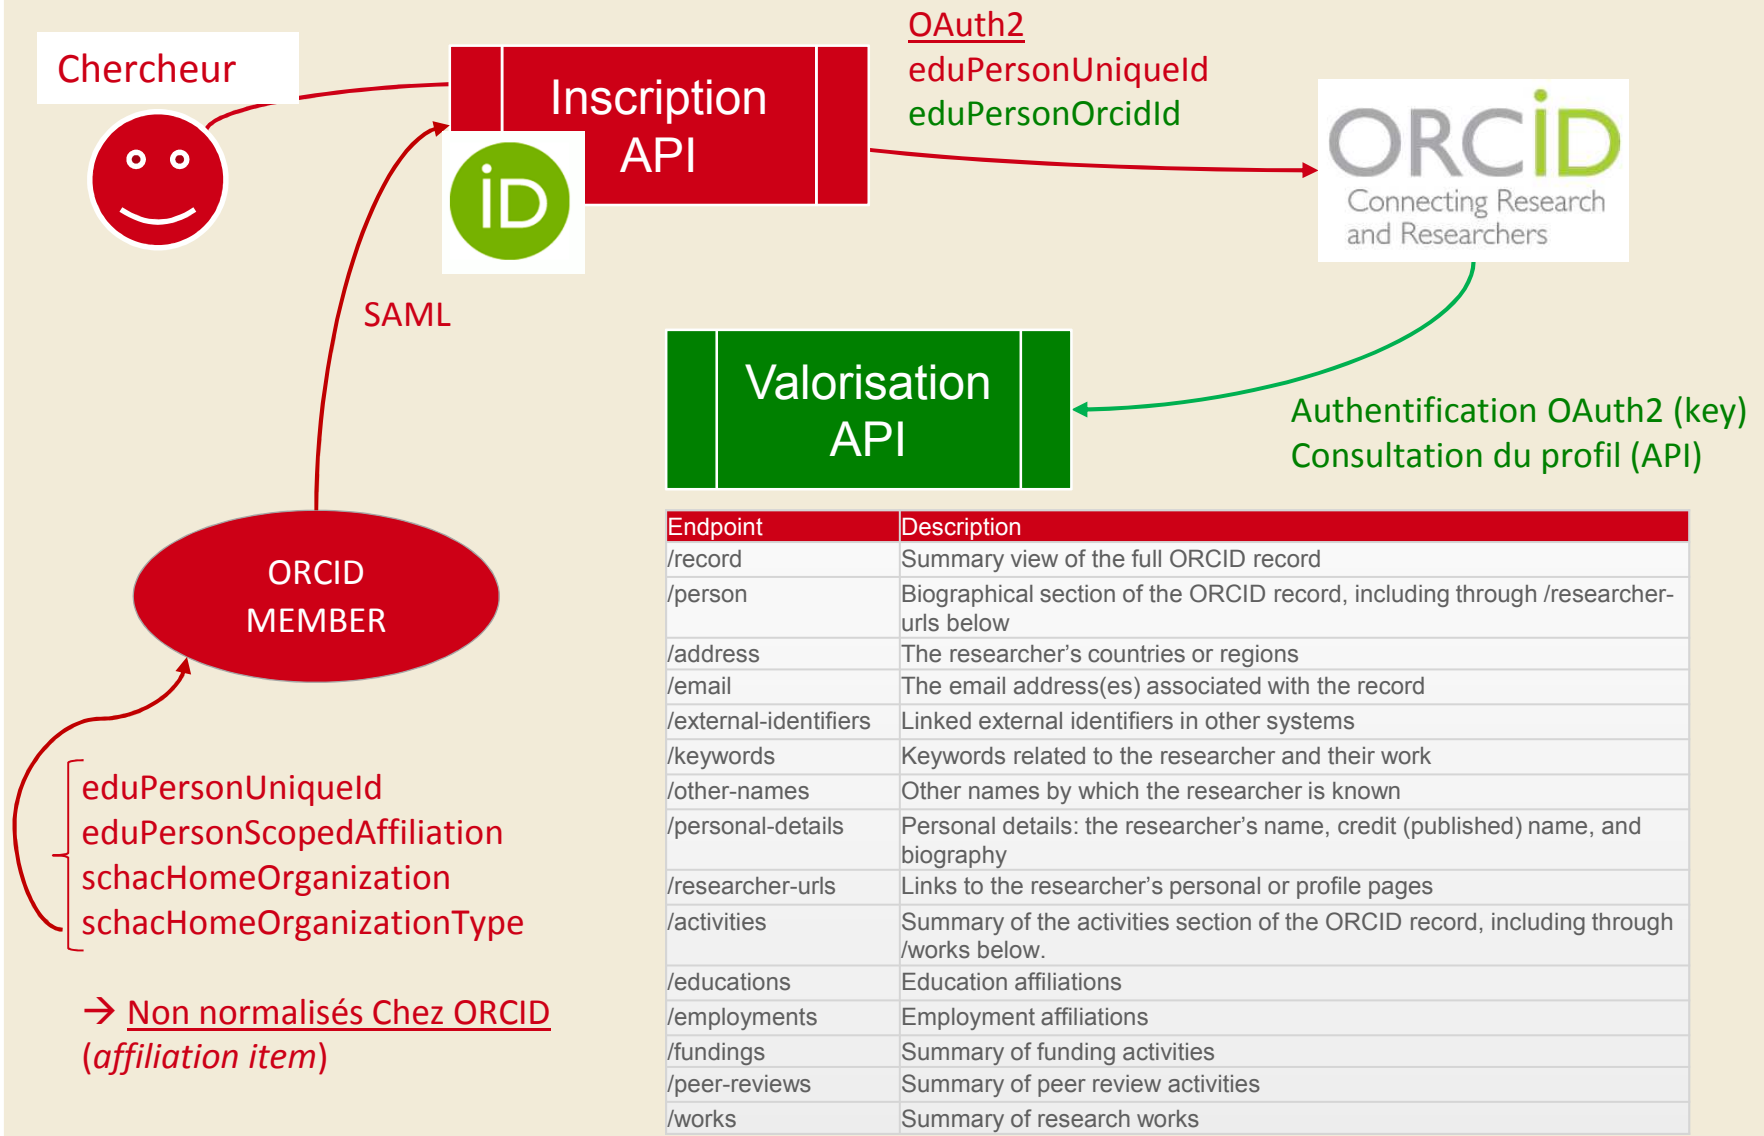 Chercheur
Inscription
API
iD
OAuth2
eduPersonUniqueId
eduPersonOrcidId
ORCiD
Connecting Research
and Researchers
SAML
Valorisation
API
Authentification OAuth2 (key)
Consultation du profil (API)
ORCID
MEMBER
eduPersonUniqueId
eduPersonScopedAffiliation
schacHomeOrganization
schacHomeOrganizationType
→ Non normalisés Chez ORCID
(affiliation item)
Endpoint Description
/record Summary view of the full ORCID record
/person Biographical section of the ORCID record, including through /researcher-
urls below
/address The researcher's countries or regions
/email The email address(es) associated with the record
/external-identifiers Linked external identifiers in other systems
/keywords Keywords related to the researcher and their work
/other-names Other names by which the researcher is known
/personal-details Personal details: the researcher's name, credit (published) name, and
biography
/researcher-urls Links to the researcher's personal or profile pages
/activities Summary of the activities section of the ORCID record, including through
/works below.
/educations Education affiliations
/employments Employment affiliations
/fundings Summary of funding activities
/peer-reviews Summary of peer review activities
/works Summary of research works